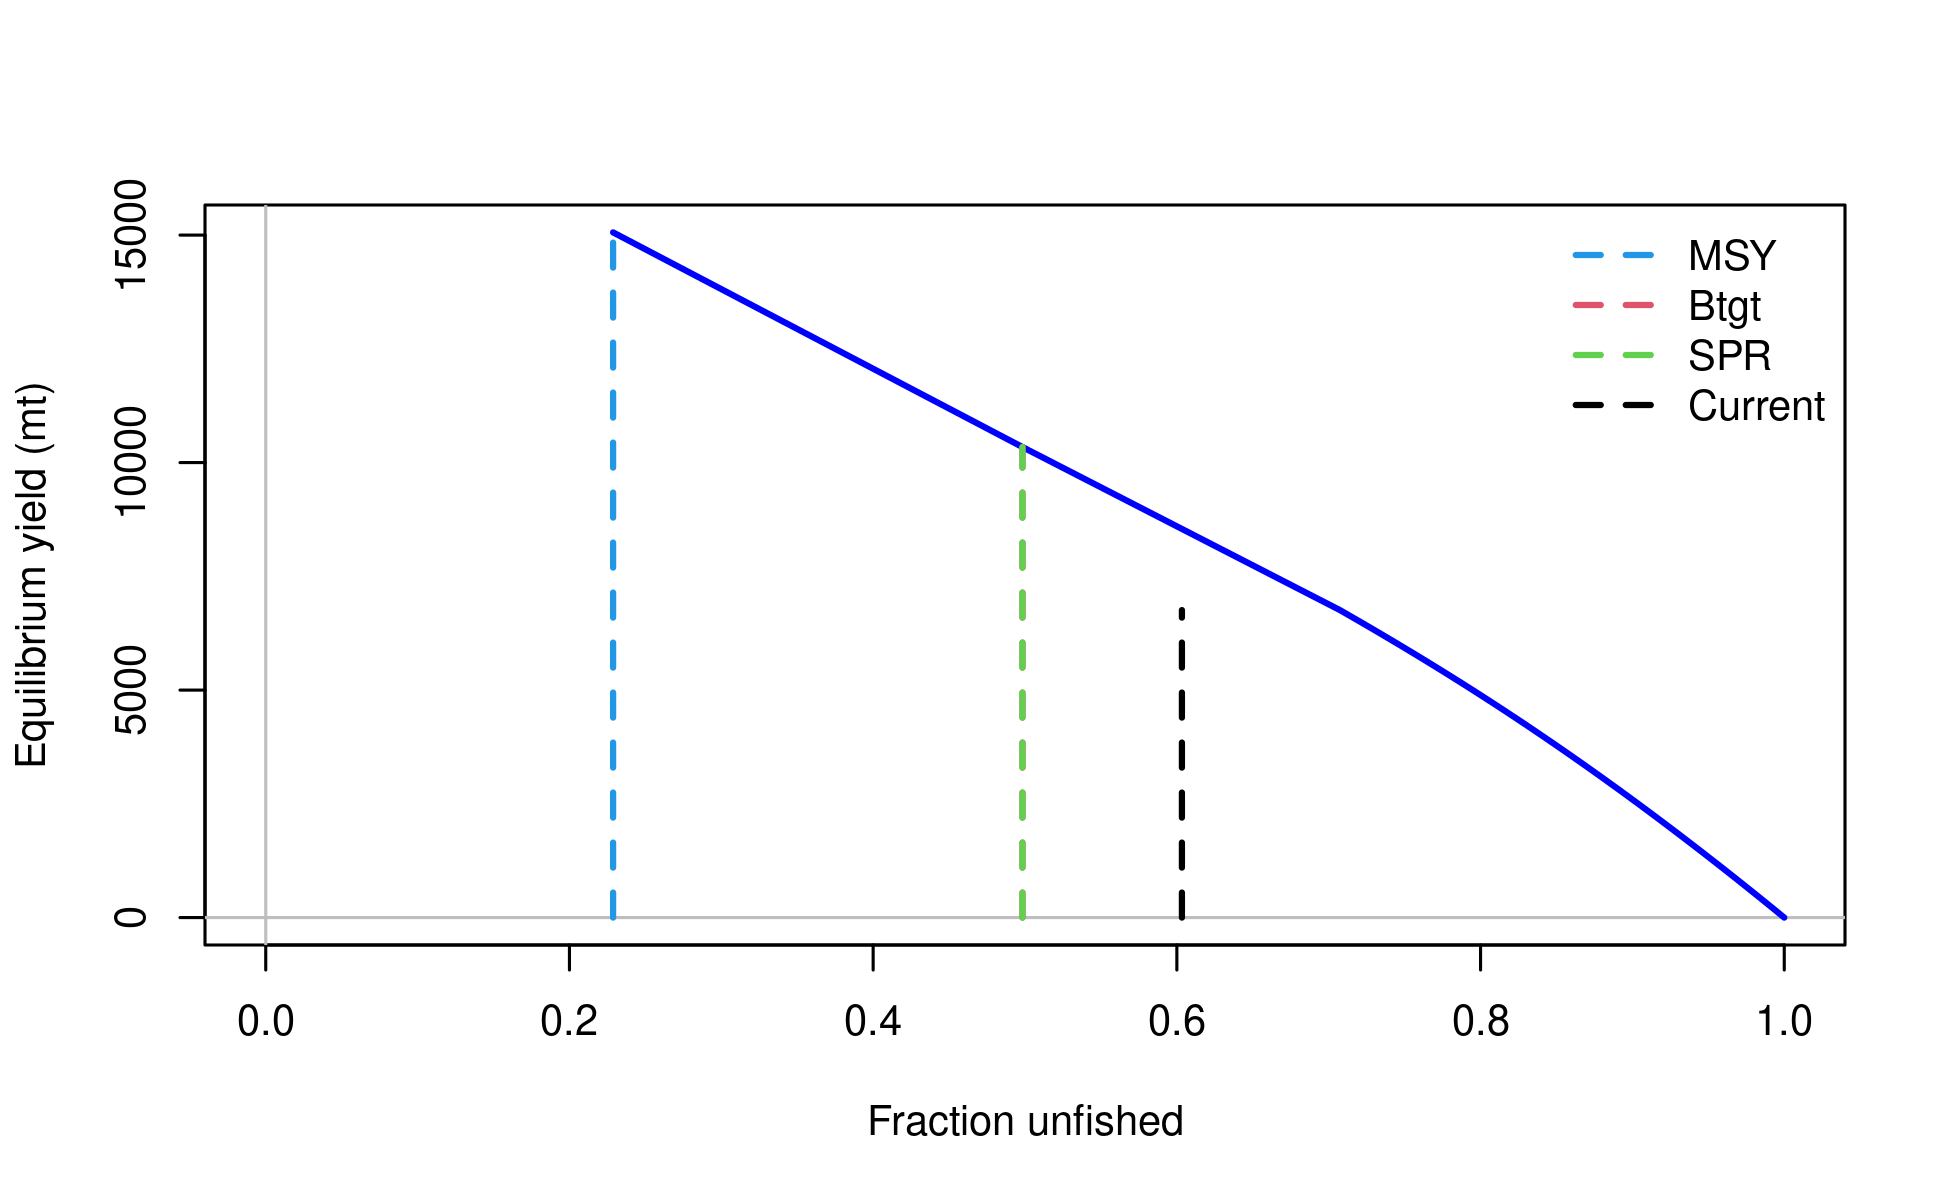 15000
10000
5000
0
Equilibrium yield (mt)
MSY
Btgt
SPR
Current
0.0 0.2 0.4 0.6 0.8 1.0
Fraction unfished